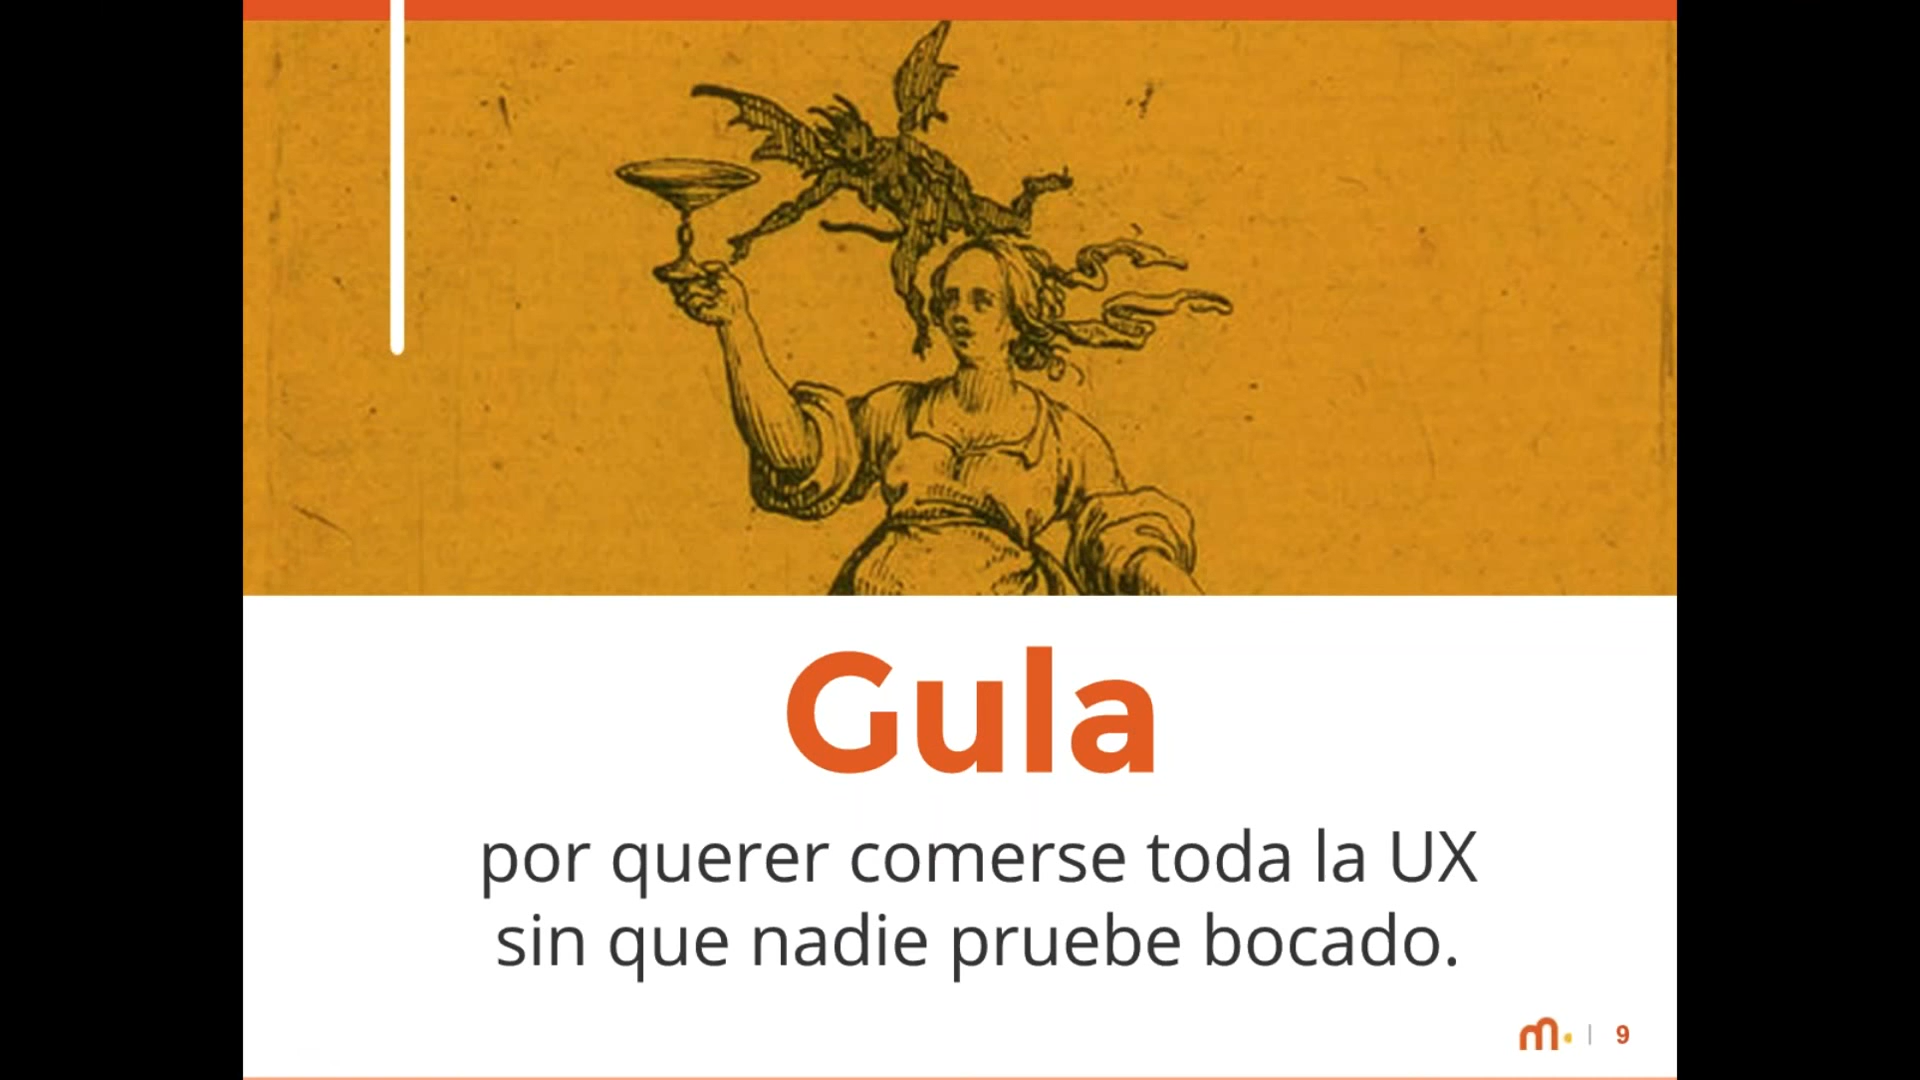 Gula
por querer comerse toda la UX
sin que nadie pruebe bocado.
m. | 9